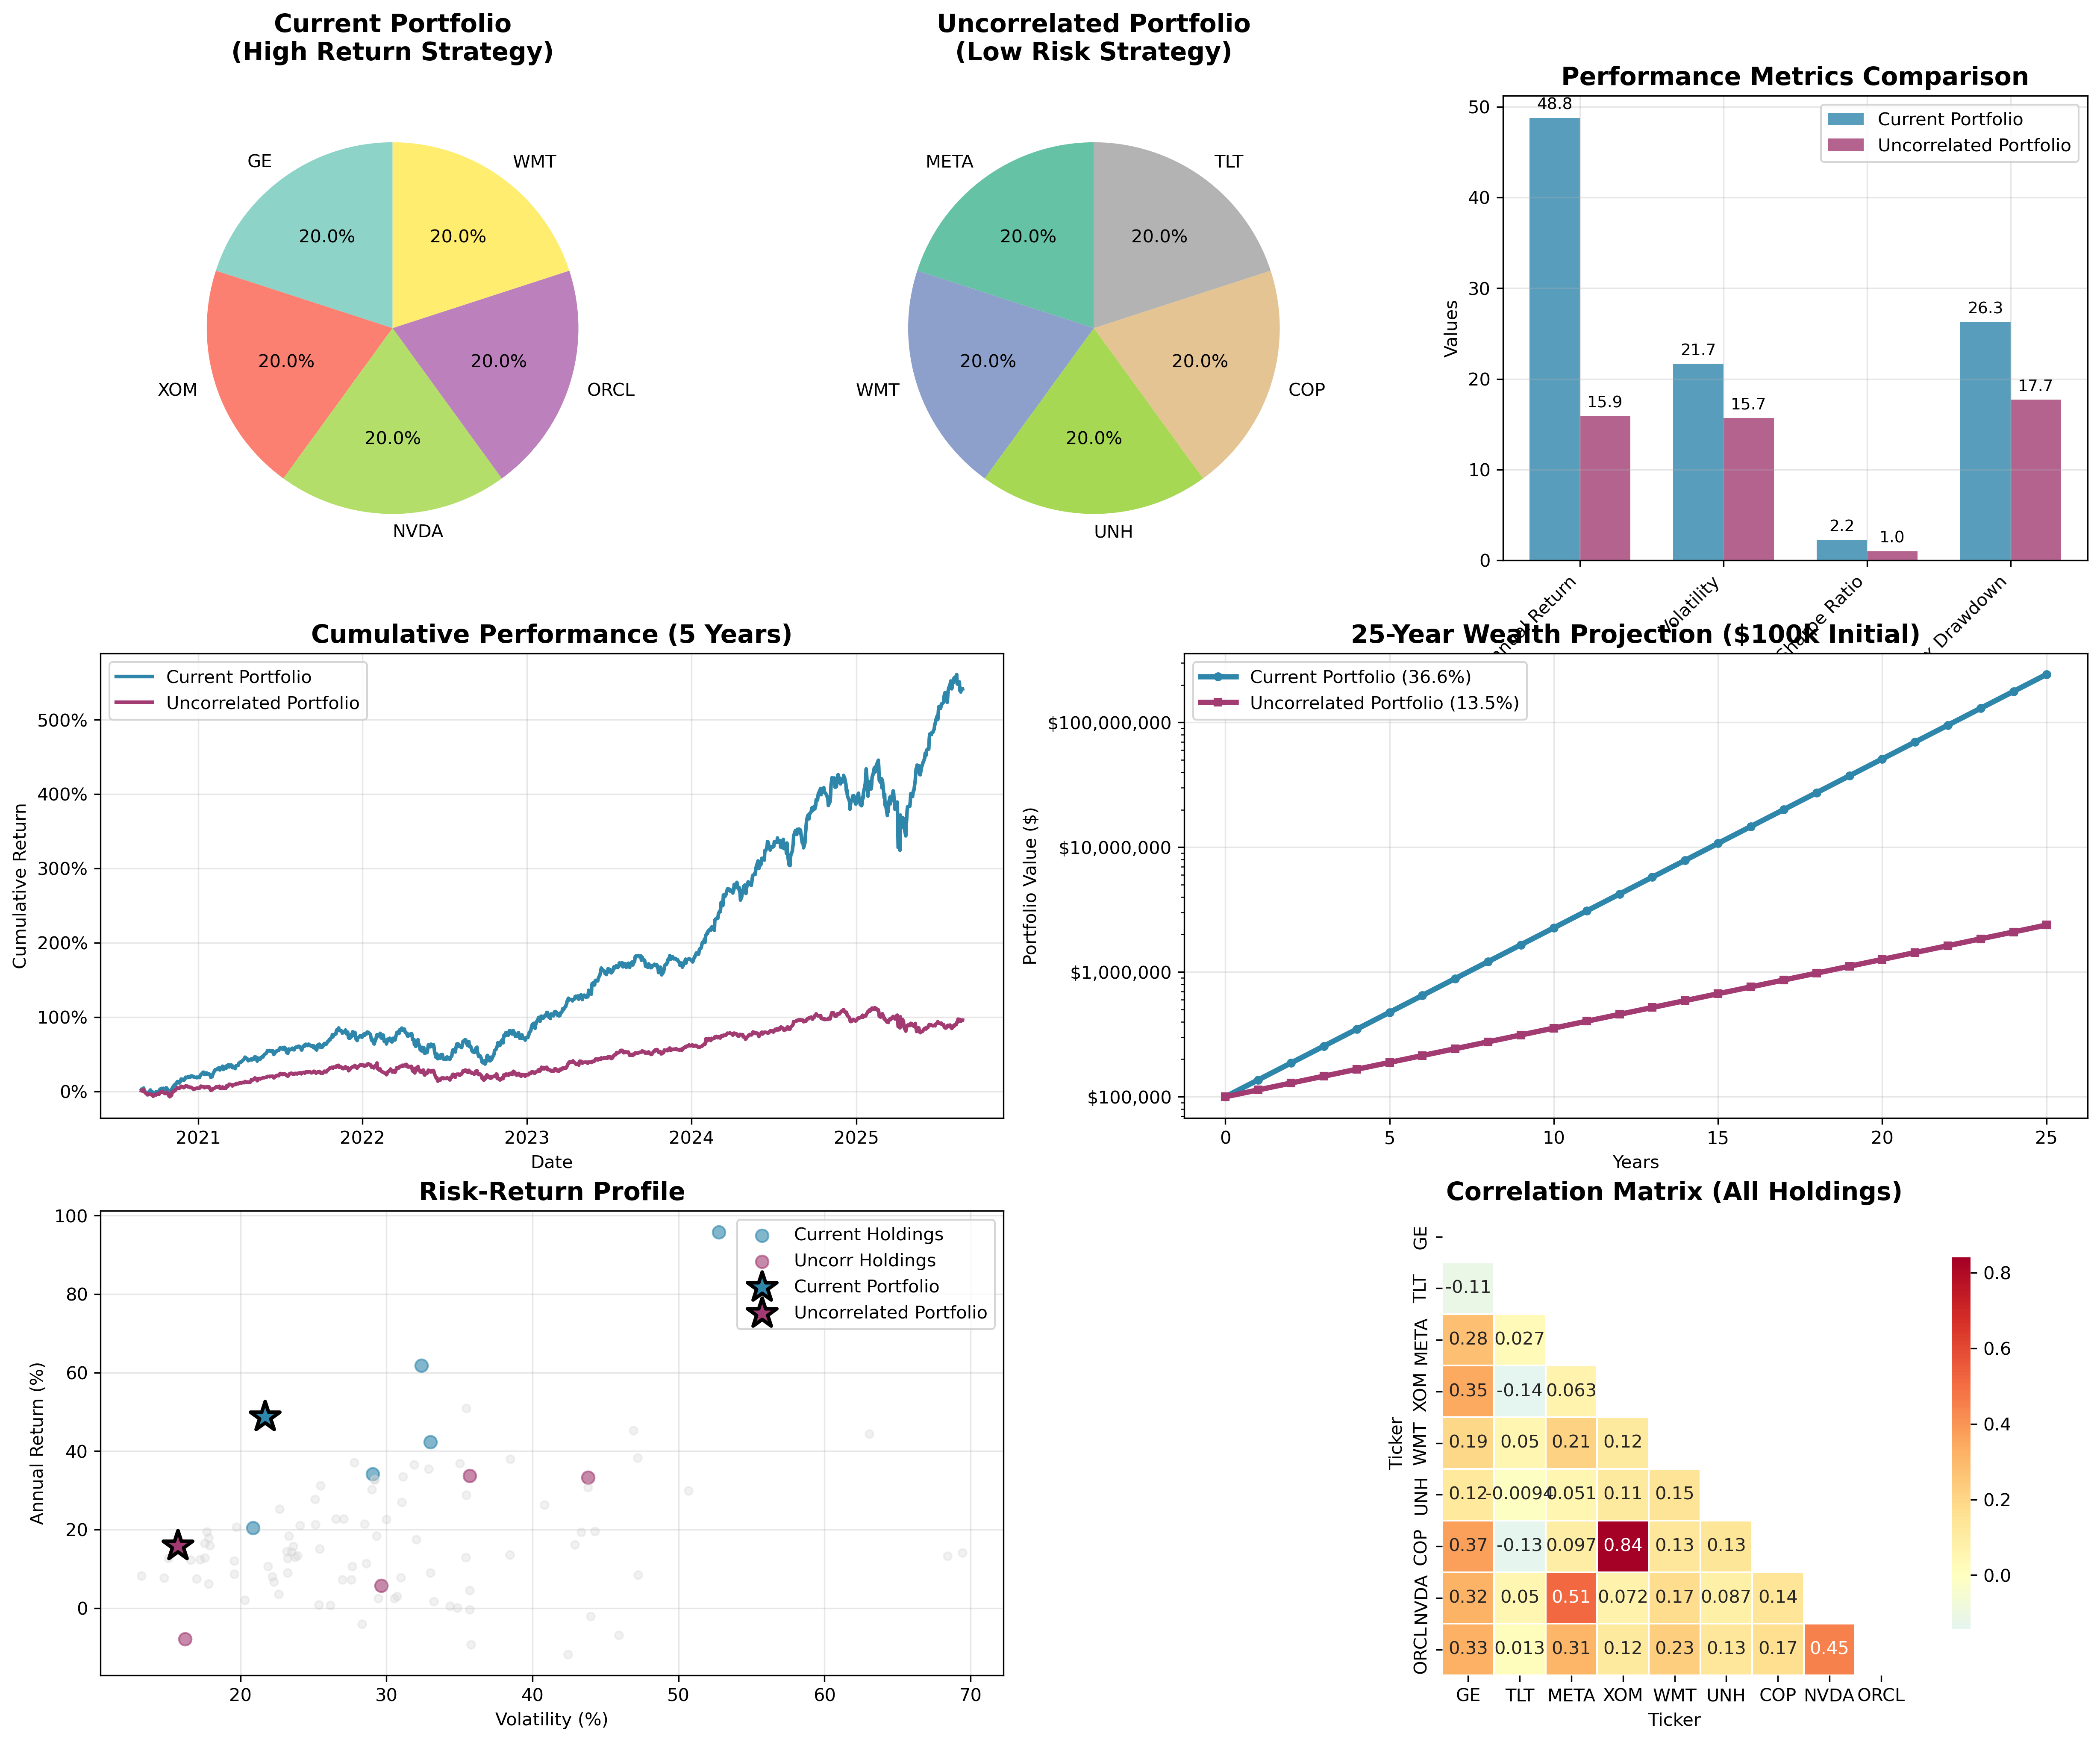 Current Portfolio
(High Return Strategy)
GE
WMT
20.0%
20.0%
XOM
20.0%
20.0%
ORCL
20.0%
NVDA
Uncorrelated Portfolio
(Low Risk Strategy)
META
TLT
20.0%
20.0%
WMT
20.0%
20.0%
COP
20.0%
UNH
Performance Metrics Comparison
Values
50
40
30
20
10
0
48.8
15.9
21.7
15.7
2.2
1.0
26.3
17.7
Current Portfolio
Uncorrelated Portfolio
Return
Volatility
Ratio
Drawdown
Cumulative Performance (5 Years)
Current Portfolio
Uncorrelated Portfolio
Cumulative Return
500%
400%
300%
200%
100%
0%
2021 2022 2023 2024 2025
Date
25-Year Wealth Projection ($100k Initial)
Current Portfolio (36.6%)
Uncorrelated Portfolio (13.5%)
Portfolio Value ($)
$100,000,000
$10,000,000
$1,000,000
$100,000
0 5 10 15 20 25
Years
Risk-Return Profile
Current Holdings
Uncorr Holdings
Current Portfolio
Uncorrelated Portfolio
Annual Return (%)
100
80
60
40
20
0
20 30 40 50 60 70
Volatility (%)
Correlation Matrix (All Holdings)
Ticker
GE
TLT -0.11
META 0.28 0.027
XOM 0.35 -0.14 0.063
WMT 0.19 0.05 0.21 0.12
UNH 0.12 -0.0094 0.051 0.11 0.15
COP 0.37 -0.13 0.097 0.84 0.13 0.13
NVDA 0.32 0.05 0.51 0.072 0.17 0.087 0.14
ORCL 0.33 0.013 0.31 0.12 0.23 0.13 0.17 0.45
GE TLT META XOM WMT UNH COP NVDA ORCL
Ticker
0.8
0.6
0.4
0.2
0.0